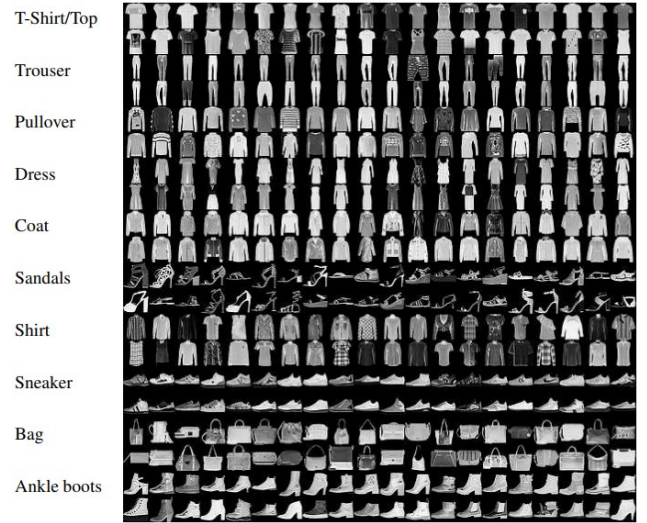 T-Shirt/Top
Trouser
Pullover
Dress
Coat
Sandals
Shirt
Sneaker
Bag
Ankle boots